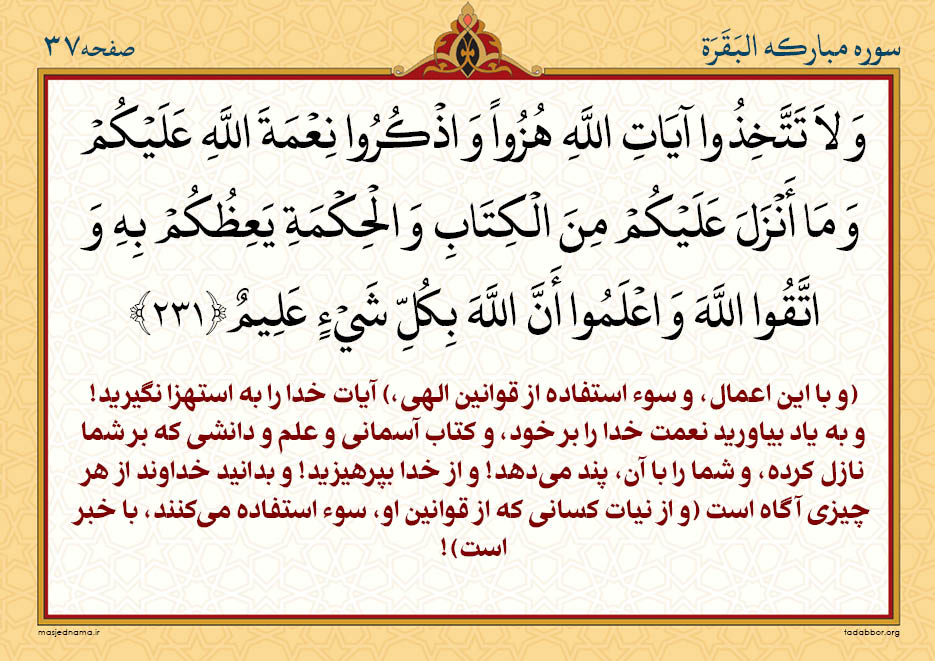 سوره مبارکه البَقَرَة
صفحه۳۷
وَ لاَ تَتَّخِذُوا آيَاتِ اللَّهِ هُزُواً وَ اذْكُرُوا نِعْمَةَ اللَّهِ عَلَيْكُمْ
وَ مَا أَنْزَلَ عَلَيْكُمْ مِنَ الْكِتَابِ وَ الْحِكْمَةِ يَعِظُكُمْ بِهِ وَ
اتَّقُوا اللَّهَ وَ اعْلَمُوا أَنَّ اللَّهَ بِكُلِّ شَيْءٍ عَلِيمٌ ﴿٢٣١﴾
(و با این اعمال، و سوء استفاده از قوانین الهی،) آیات خدا را به استهزا نگیرید!
و به یاد بیاورید نعمت خدا را بر خود، و کتاب آسمانی و علم و دانشی که بر شما
نازل کرده، و شما را با آن، پند می‌دهد! و از خدا بپرهیزید! و بدانید خداوند از هر
چیزی آگاه است (و از نیات کسانی که از قوانین او، سوء استفاده می‌کنند، با خبر
است)!
masjednama.ir
tadabbor.org